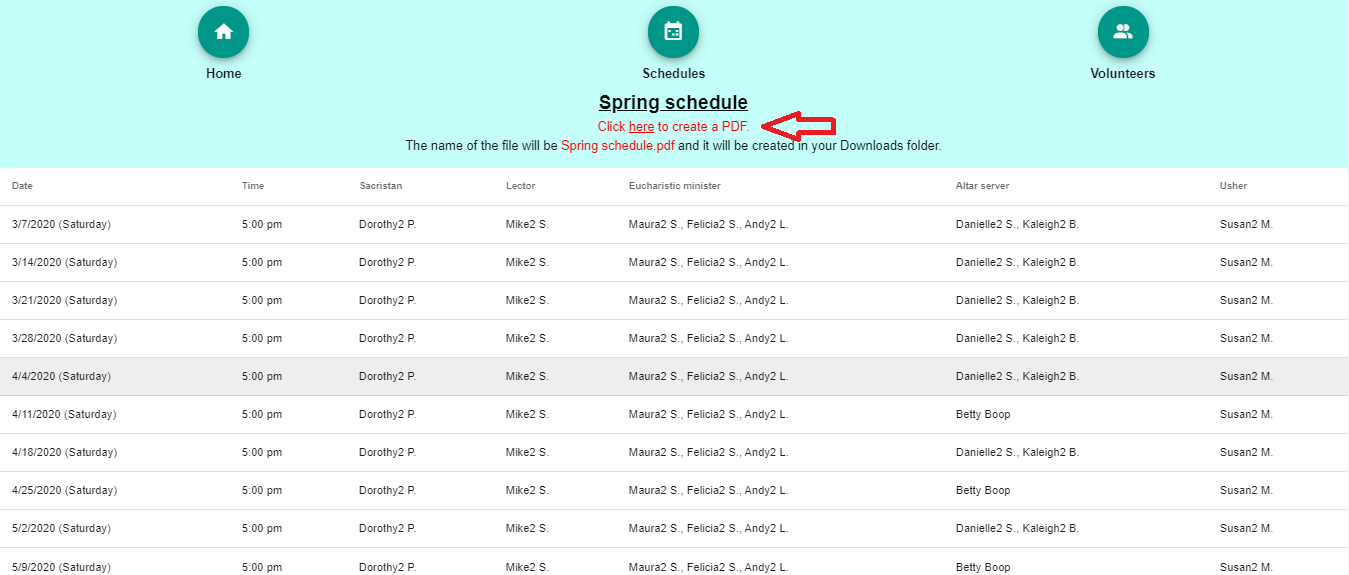 Home Schedules Volunteers
Spring schedule
Click here to create a PDF.
The name of the file will be Spring schedule.pdf and it will be created in your Downloads folder.
Date Time Sacristan Lector Eucharistic minister Altar server Usher
3/7/2020 (Saturday) 5:00 pm Dorothy2 P. Mike2 S. Maura2 S., Felicia2 S., Andy2 L. Danielle2 S., Kaleigh2 B. Susan2 M.
3/14/2020 (Saturday) 5:00 pm Dorothy2 P. Mike2 S. Maura2 S., Felicia2 S., Andy2 L. Danielle2 S., Kaleigh2 B. Susan2 M.
3/21/2020 (Saturday) 5:00 pm Dorothy2 P. Mike2 S. Maura2 S., Felicia2 S., Andy2 L. Danielle2 S., Kaleigh2 B. Susan2 M.
3/28/2020 (Saturday) 5:00 pm Dorothy2 P. Mike2 S. Maura2 S., Felicia2 S., Andy2 L. Danielle2 S., Kaleigh2 B. Susan2 M.
4/4/2020 (Saturday) 5:00 pm Dorothy2 P. Mike2 S. Maura2 S., Felicia2 S., Andy2 L. Danielle2 S., Kaleigh2 B. Susan2 M.
4/11/2020 (Saturday) 5:00 pm Dorothy2 P. Mike2 S. Maura2 S., Felicia2 S., Andy2 L. Betty Boop Susan2 M.
4/18/2020 (Saturday) 5:00 pm Dorothy2 P. Mike2 S. Maura2 S., Felicia2 S., Andy2 L. Danielle2 S., Kaleigh2 B. Susan2 M.
4/25/2020 (Saturday) 5:00 pm Dorothy2 P. Mike2 S. Maura2 S., Felicia2 S., Andy2 L. Betty Boop Susan2 M.
5/2/2020 (Saturday) 5:00 pm Dorothy2 P. Mike2 S. Maura2 S., Felicia2 S., Andy2 L. Danielle2 S., Kaleigh2 B. Susan2 M.
5/9/2020 (Saturday) 5:00 pm Dorothy2 P. Mike2 S. Maura2 S., Felicia2 S., Andy2 L. Betty Boop Susan2 M.